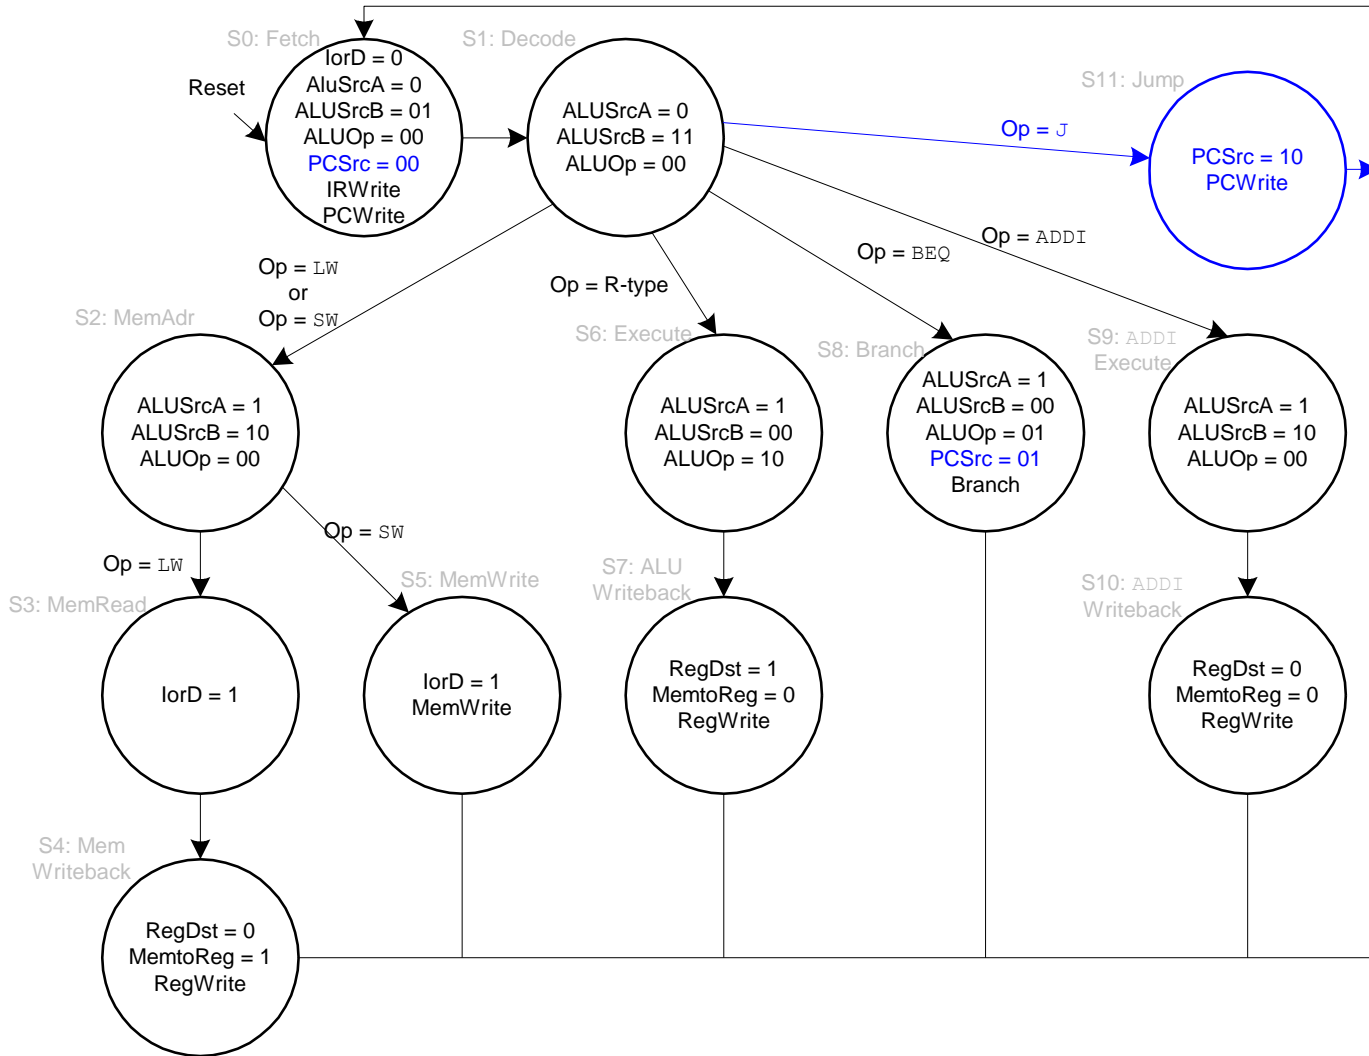 S0: Fetch
IorD = 0
AluSrcA = 0
ALUSrcB = 01
ALUOp = 00
PCSrc = 00
IRWrite
PCWrite
Reset
S1: Decode
ALUSrcA = 0
ALUSrcB = 11
ALUOp = 00
S11: Jump
Op = J
PCSrc = 10
PCWrite
Op = LW
or
Op = SW
Op = R-type
Op = BEQ
Op = ADDI
S2: MemAdr
ALUSrcA = 1
ALUSrcB = 10
ALUOp = 00
S6: Execute
ALUSrcA = 1
ALUSrcB = 00
ALUOp = 10
S8: Branch
ALUSrcA = 1
ALUSrcB = 00
ALUOp = 01
PCSrc = 01
Branch
S9: ADDI
Execute
ALUSrcA = 1
ALUSrcB = 10
ALUOp = 00
Op = LW
Op = SW
S3: MemRead
IorD = 1
S5: MemWrite
IorD = 1
MemWrite
S7: ALU
Writeback
RegDst = 1
MemtoReg = 0
RegWrite
S10: ADDI
Writeback
RegDst = 0
MemtoReg = 0
RegWrite
S4: Mem
Writeback
RegDst = 0
MemtoReg = 1
RegWrite